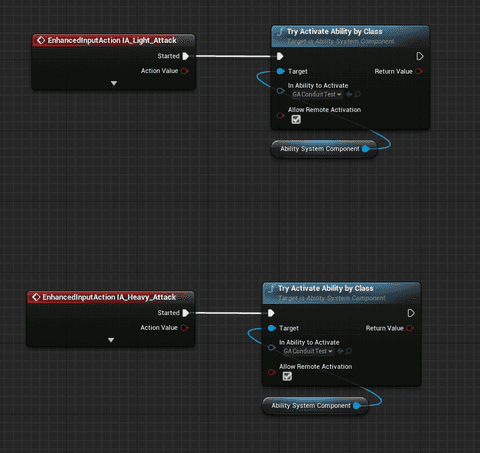 EnhancedInputAction IA_Light_Attack
Started
Action Value
Try Activate Ability by Class
Target is Ability System Component
Target
Return Value
In Ability to Activate
GA Conduit Test
Allow Remote Activation
Ability System Component
EnhancedInputAction IA_Heavy_Attack
Started
Action Value
Try Activate Ability by Class
Target is Ability System Component
Target
Return Value
In Ability to Activate
GA Conduit Test
Allow Remote Activation
Ability System Component